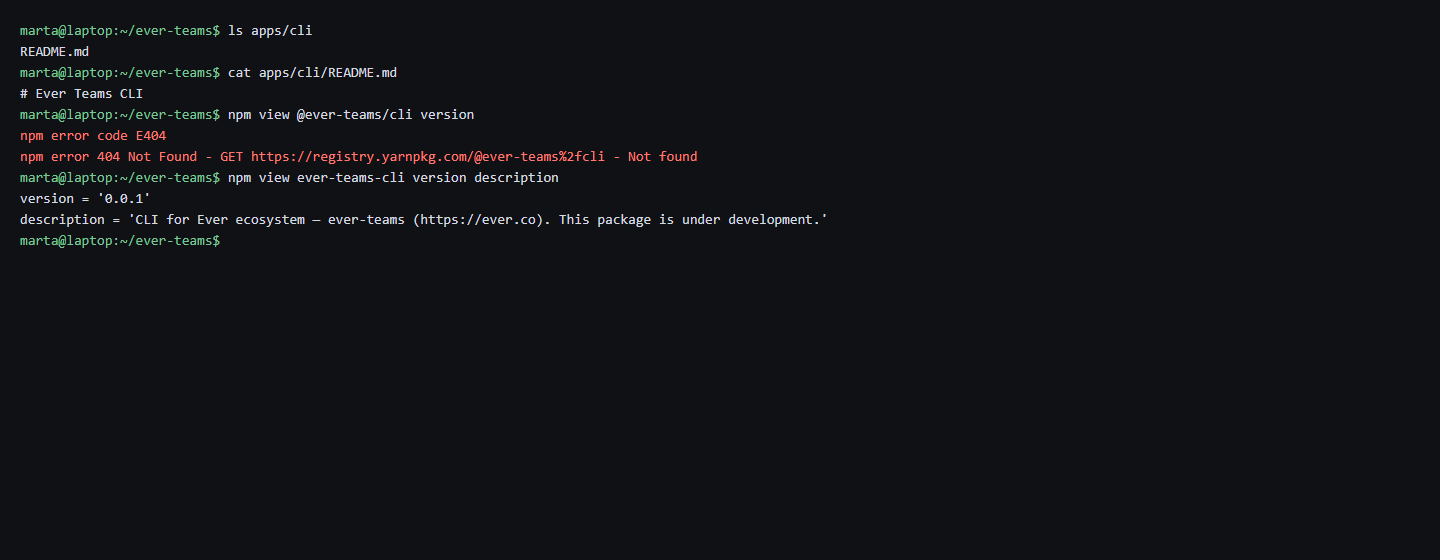 marta@laptop:~/ever-teams$ ls apps/cli
README.md
marta@laptop:~/ever-teams$ cat apps/cli/README.md
# Ever Teams CLI
marta@laptop:~/ever-teams$ npm view @ever-teams/cli version
npm error code E404
npm error 404 Not Found - GET https://registry.yarnpkg.com/@ever-teams%2fcli - Not found
marta@laptop:~/ever-teams$ npm view ever-teams-cli version description
version = '0.0.1'
description = 'CLI for Ever ecosystem — ever-teams (https://ever.co). This package is under development.'
marta@laptop:~/ever-teams$